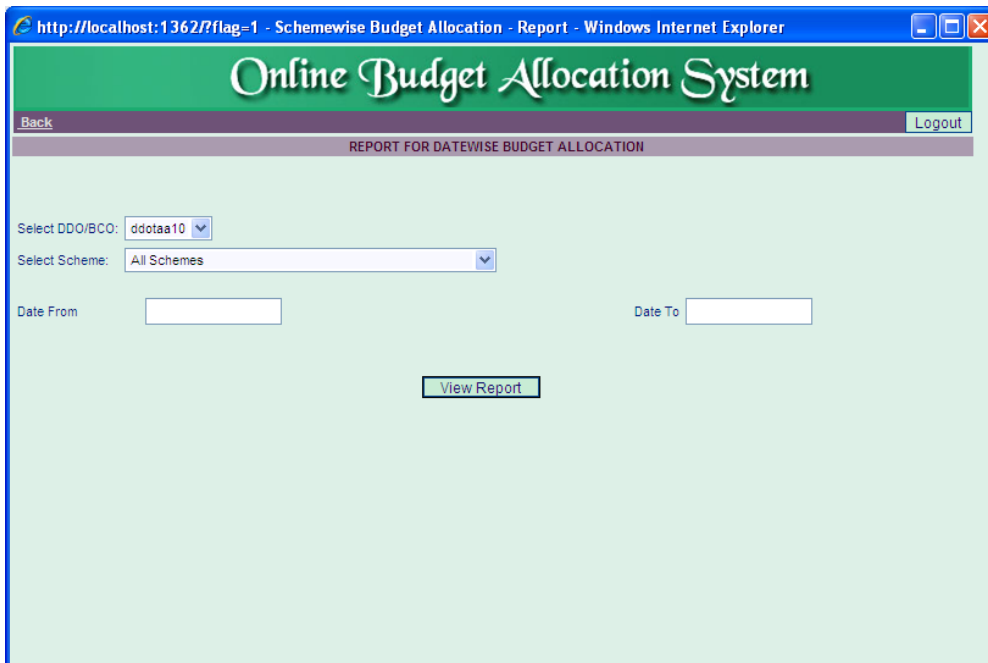 http://localhost:1362/?flag=1 - Schemewise Budget Allocation - Report - Windows Internet Explorer
Online Budget Allocation System
Back Logout
REPORT FOR DATEWISE BUDGET ALLOCATION
Select DDO/BCO: ddotaa10
Select Scheme: All Schemes
Date From Date To
View Report